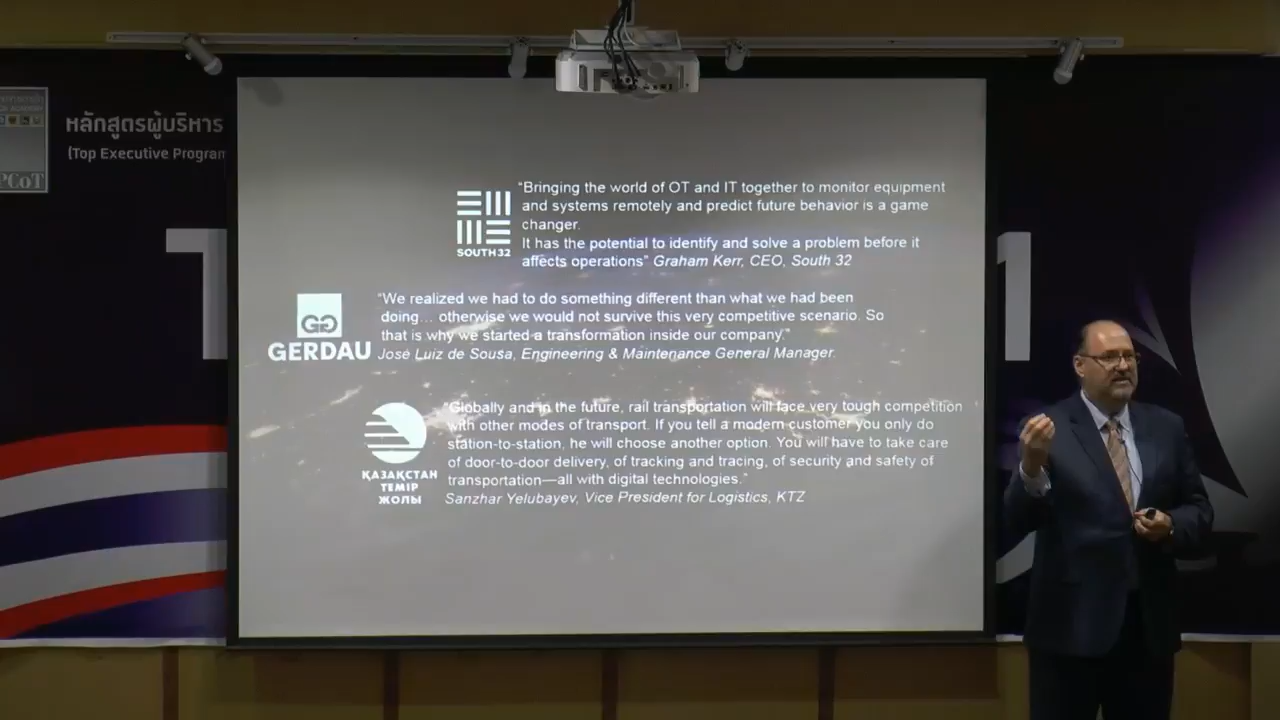 หลักสูตรผู้บริหาร
(Top Executive Program
PCoT
T
1
"Bringing the world of OT and IT together to monitor equipment
and systems remotely and predict future behavior is a game
changer.
It has the potential to identify and solve a problem before it
affects operations" Graham Kerr, CEO, South 32
SOUTH32
"We realized we had to do something different than what we had been
doing… otherwise we would not survive this very competitive scenario. So
that is why we started a transformation inside our company."
José Luiz de Sousa, Engineering & Maintenance General Manager.
GERDAU
"Globally and in the future, rail transportation will face very tough competition
with other modes of transport. If you tell a modern customer you only do
station-to-station, he will choose another option. You will have to take care
of door-to-door delivery, of tracking and tracing, of security and safety of
transportation—all with digital technologies."
Sanzhar Yelubayev, Vice President for Logistics, KTZ
ҚАЗАҚСТАН
ТЕМІР
ЖОЛЫ